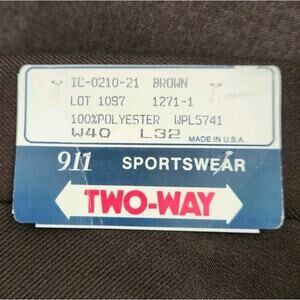 IC-0210-21 BROWN
LOT 1097 1271-1
100%POLYESTER WPL5741
W40 L32
MADE IN U.S.A.
911 SPORTSWEAR
TWO-WAY